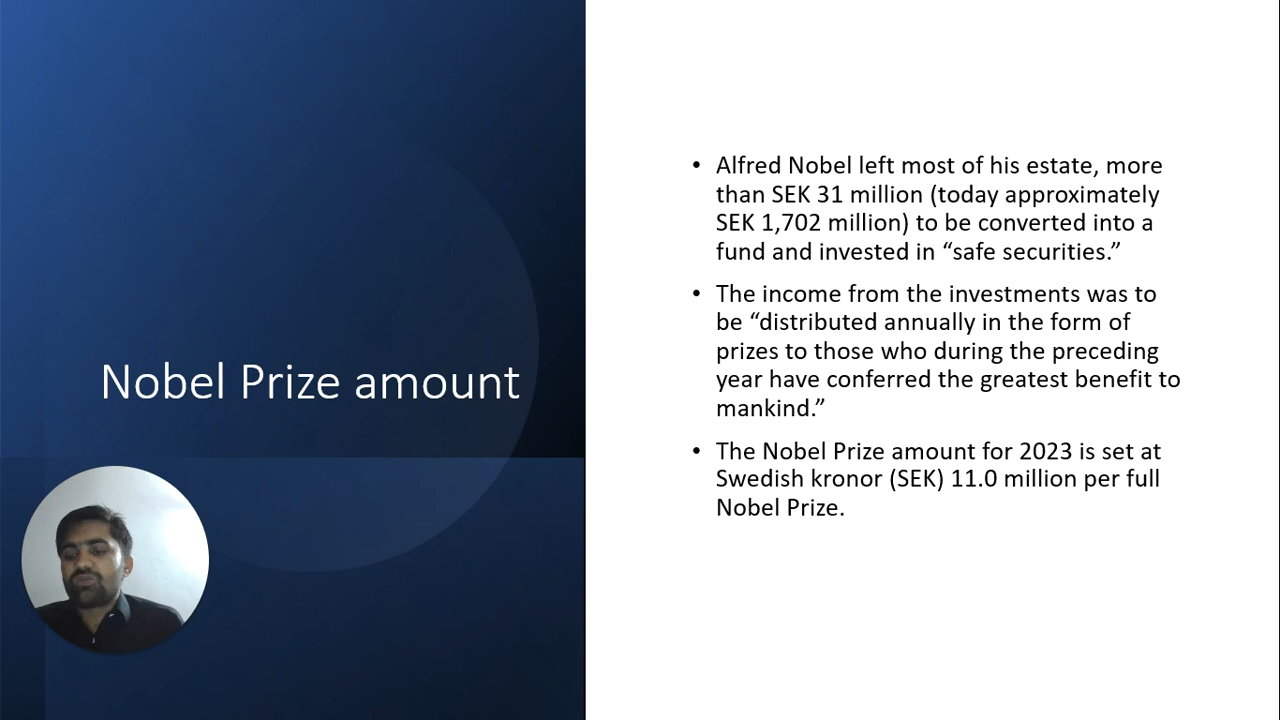 Nobel Prize amount
• Alfred Nobel left most of his estate, more
than SEK 31 million (today approximately
SEK 1,702 million) to be converted into a
fund and invested in “safe securities.”
• The income from the investments was to
be “distributed annually in the form of
prizes to those who during the preceding
year have conferred the greatest benefit to
mankind.”
• The Nobel Prize amount for 2023 is set at
Swedish kronor (SEK) 11.0 million per full
Nobel Prize.